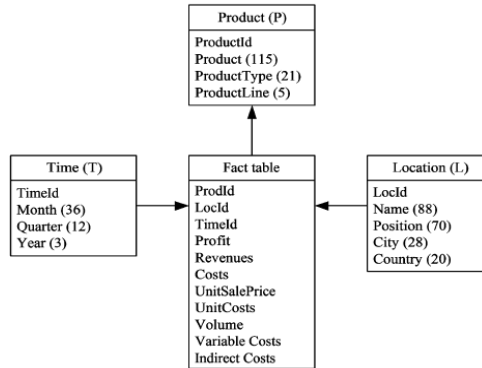 Product (P)
ProductId
Product (115)
ProductType (21)
ProductLine (5)
Time (T)
TimeId
Month (36)
Quarter (12)
Year (3)
Fact table
ProdId
LocId
TimeId
Profit
Revenues
Costs
UnitSalePrice
UnitCosts
Volume
Variable Costs
Indirect Costs
Location (L)
LocId
Name (88)
Position (70)
City (28)
Country (20)